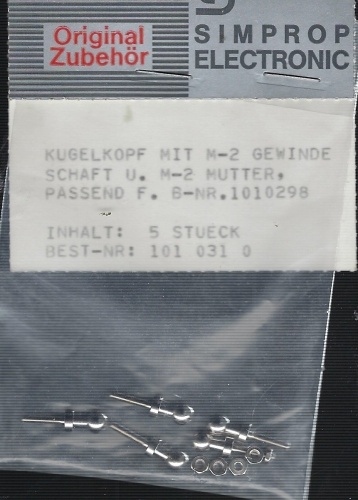 Original
Zubehör
SIMPROP
ELECTRONIC
KUGELKOPF MIT M-2 GEWINDE
SCHAFT U. M-2 MUTTER,
PASSEND F. B-NR.1010298
INHALT: 5 STUECK
BEST-NR: 101 031 0